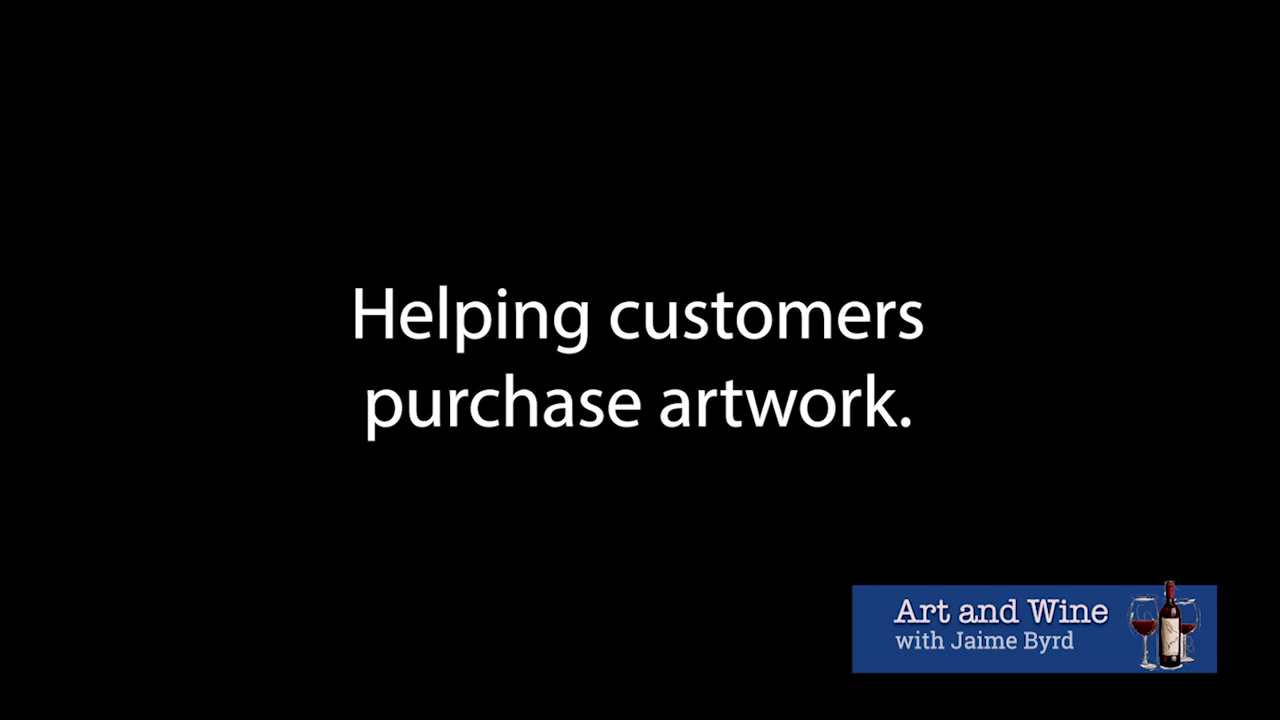 Helping customers
purchase artwork.
Art and Wine
with Jaime Byrd